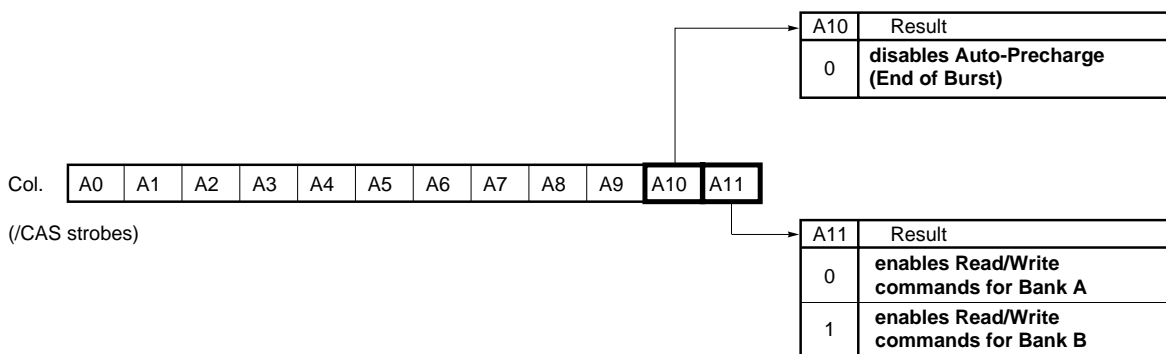 A10 Result
0 disables Auto-Precharge
(End of Burst)
Col. A0 A1 A2 A3 A4 A5 A6 A7 A8 A9 A10 A11
(/CAS strobes)
A11 Result
0 enables Read/Write
commands for Bank A
1 enables Read/Write
commands for Bank B